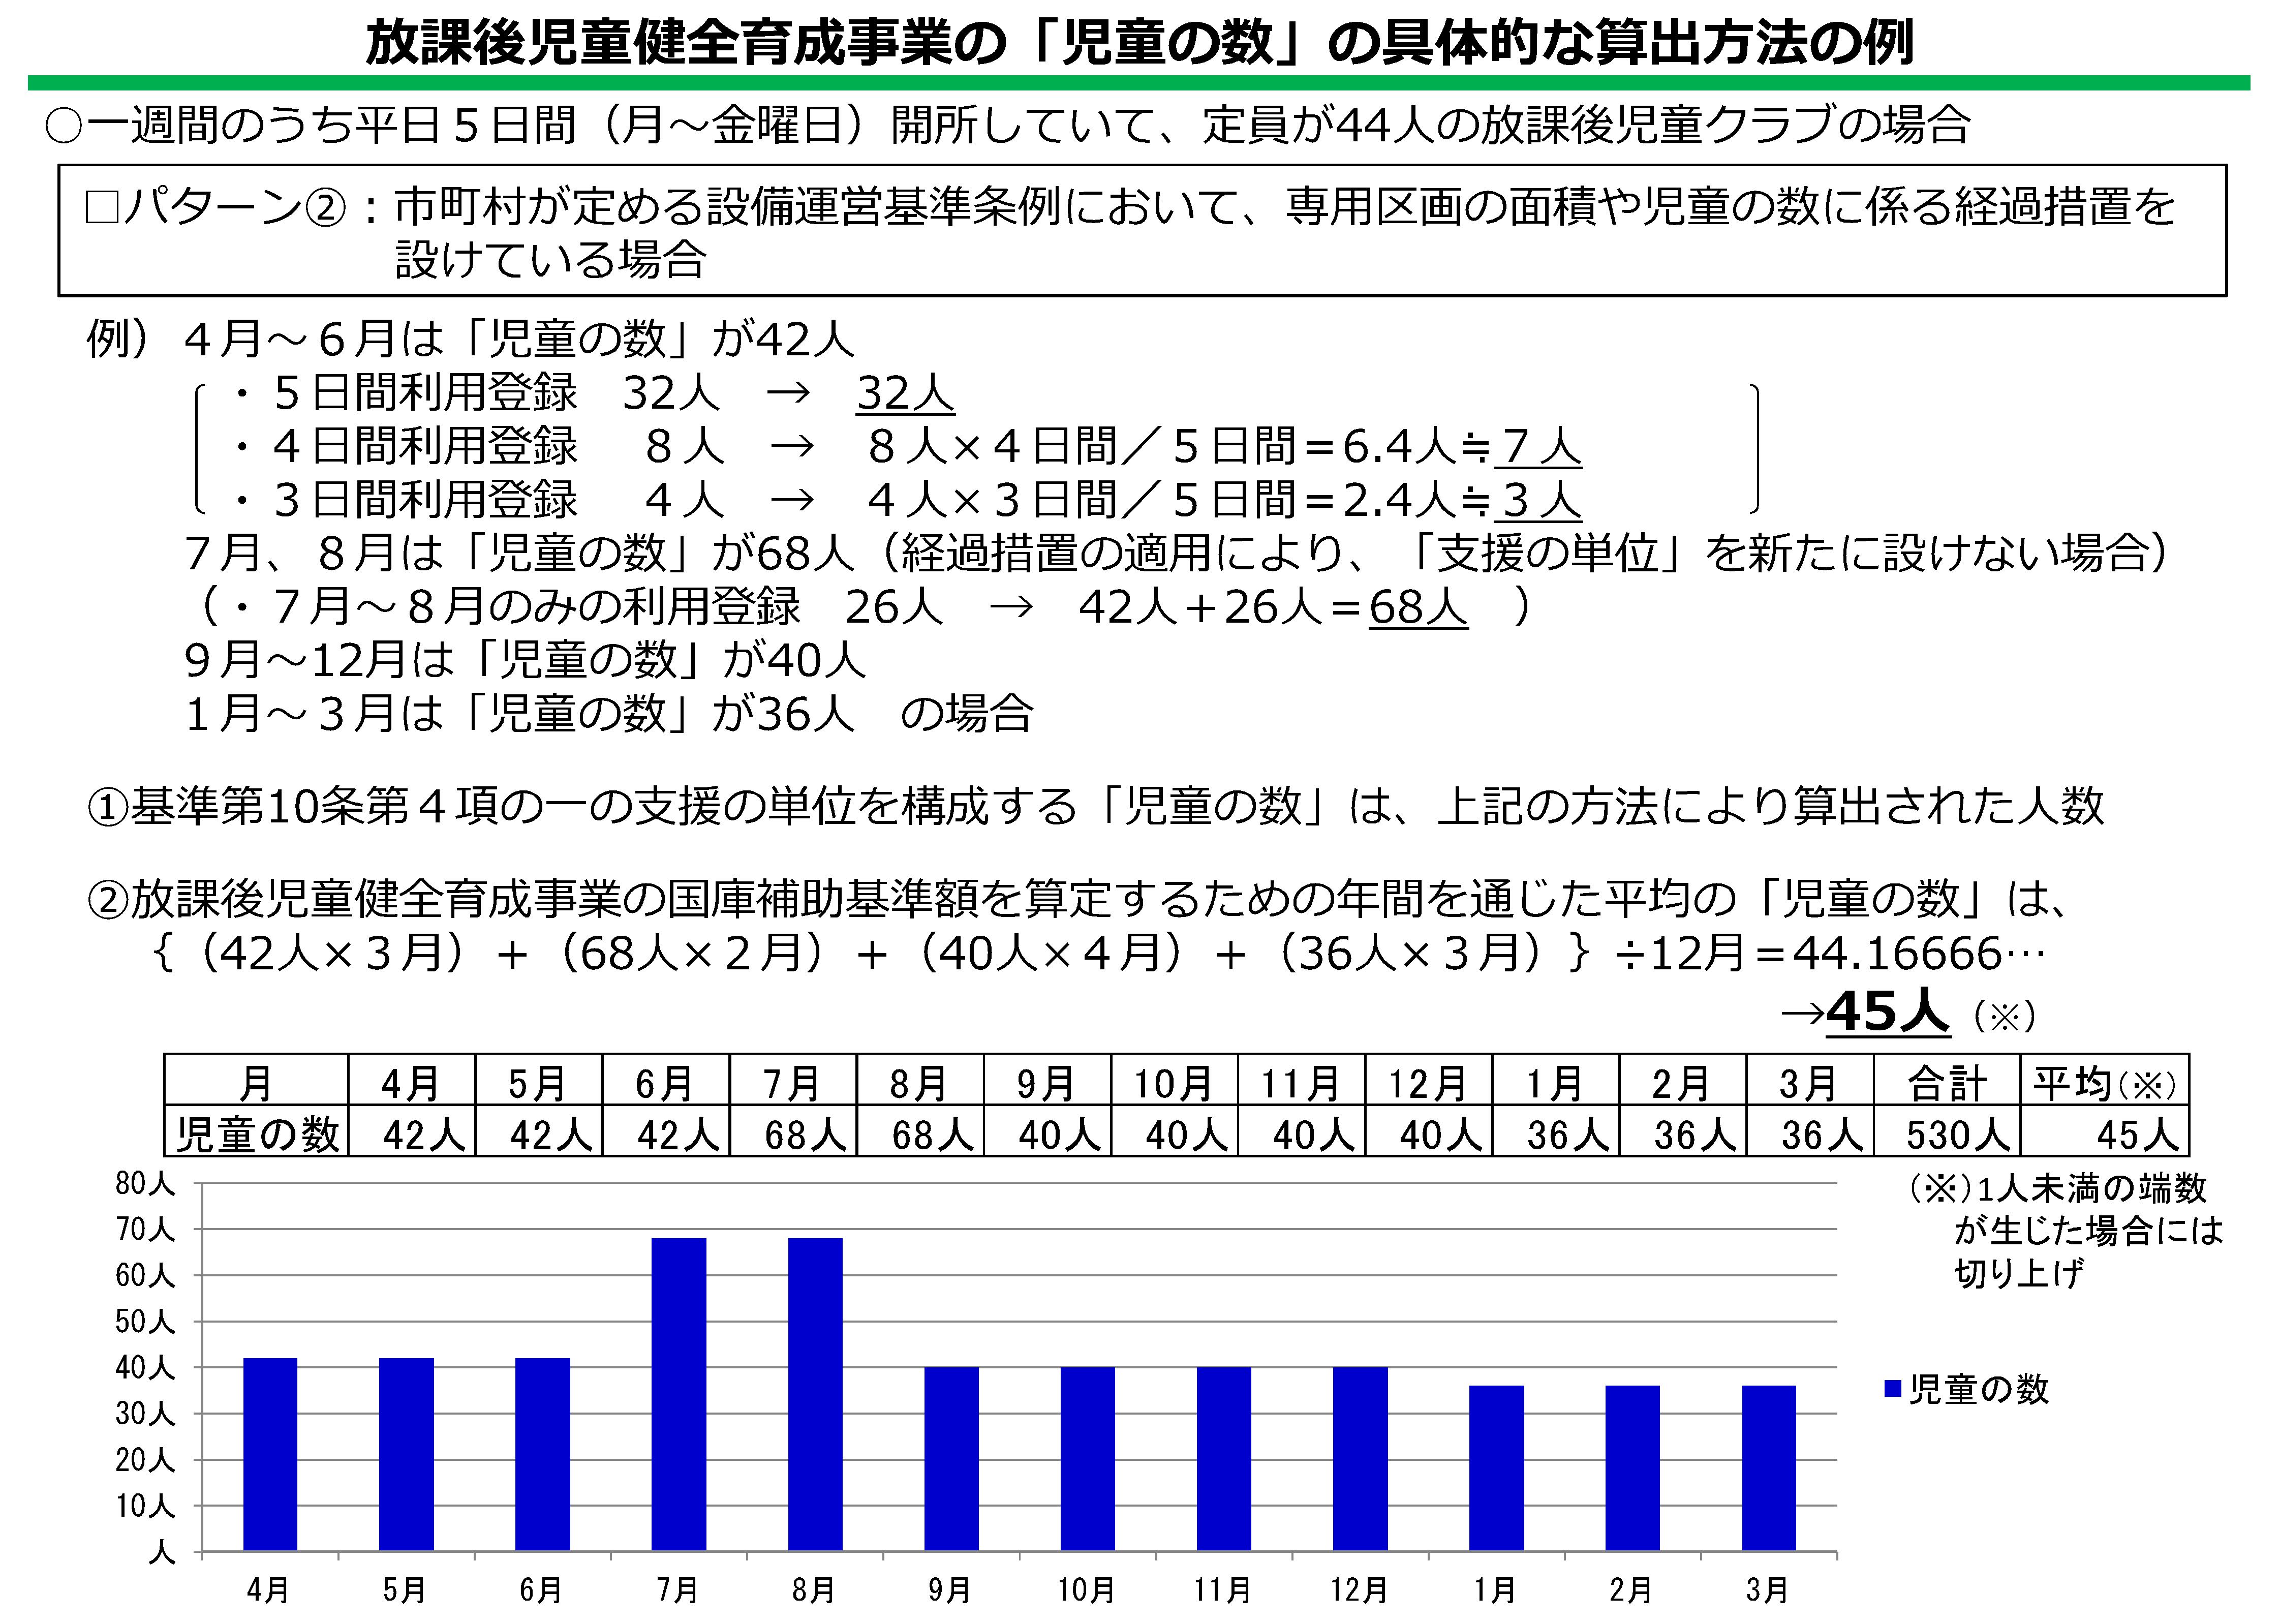 放課後児童健全育成事業の「児童の数」の具体的な算出方法の例
○一週間のうち平日５日間（月～金曜日）開所していて、定員が44人の放課後児童クラブの場合
□パターン②：市町村が定める設備運営基準条例において、専用区画の面積や児童の数に係る経過措置を
設けている場合
例）４月～６月は「児童の数」が42人
・５日間利用登録　32人　→　32人
・４日間利用登録　８人　→　８人×４日間／５日間＝6.4人≒７人
・３日間利用登録　４人　→　４人×３日間／５日間＝2.4人≒３人
７月、８月は「児童の数」が68人（経過措置の適用により、「支援の単位」を新たに設けない場合）
（・７月～８月のみの利用登録　26人　→　42人＋26人＝68人　）
９月～12月は「児童の数」が40人
１月～３月は「児童の数」が36人　の場合
①基準第10条第４項の一の支援の単位を構成する「児童の数」は、上記の方法により算出された人数
②放課後児童健全育成事業の国庫補助基準額を算定するための年間を通じた平均の「児童の数」は、
｛（42人×３月）＋（68人×２月）＋（40人×４月）＋（36人×３月）｝÷12月＝44.16666…
→45人（※）
月 4月 5月 6月 7月 8月 9月 10月 11月 12月 1月 2月 3月 合計 平均(※)
児童の数 42人 42人 42人 68人 68人 40人 40人 40人 40人 36人 36人 36人 530人 45人
80人
70人
60人
50人
40人
30人
20人
10人
人
4月 5月 6月 7月 8月 9月 10月 11月 12月 1月 2月 3月
(※)1人未満の端数
が生じた場合には
切り上げ
児童の数